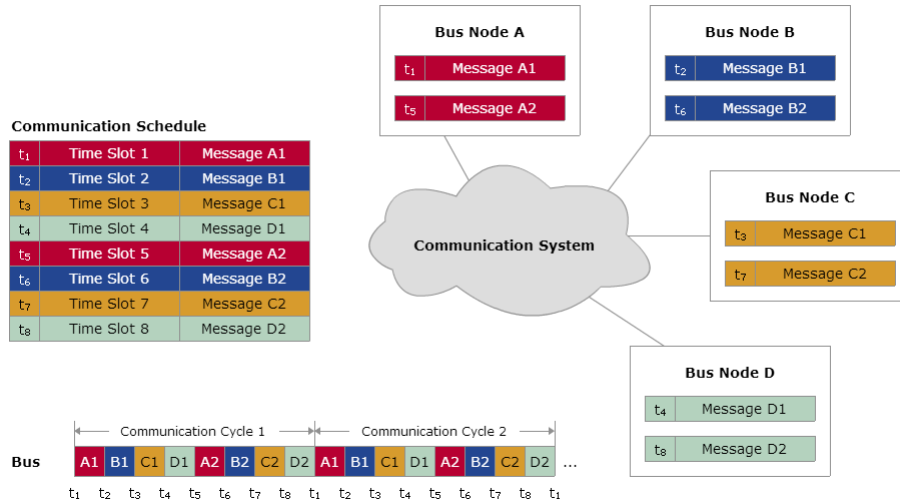 Bus Node A
t₁ Message A1
t₅ Message A2
Bus Node B
t₂ Message B1
t₆ Message B2
Communication Schedule
t₁ Time Slot 1 Message A1
t₂ Time Slot 2 Message B1
t₃ Time Slot 3 Message C1
t₄ Time Slot 4 Message D1
t₅ Time Slot 5 Message A2
t₆ Time Slot 6 Message B2
t₇ Time Slot 7 Message C2
t₈ Time Slot 8 Message D2
Communication System
Bus Node C
t₃ Message C1
t₇ Message C2
Bus Node D
t₄ Message D1
t₈ Message D2
Communication Cycle 1 Communication Cycle 2
Bus A1 B1 C1 D1 A2 B2 C2 D2 A1 B1 C1 D1 A2 B2 C2 D2 ...
t₁ t₂ t₃ t₄ t₅ t₆ t₇ t₈ t₁ t₂ t₃ t₄ t₅ t₆ t₇ t₈ t₁